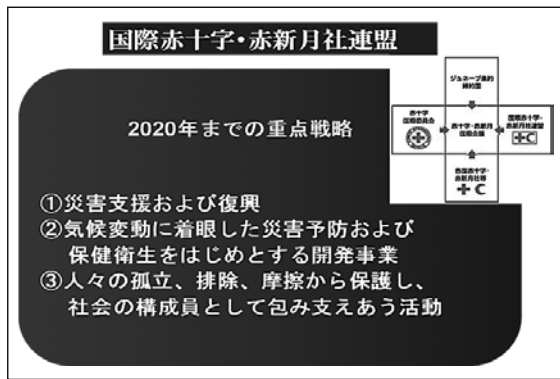 国際赤十字・赤新月社連盟
ジュネーブ条約
締約国
赤十字
国際委員会
赤十字・赤新月
国際会議
国際赤十字・
赤新月社連盟
各国赤十字・
赤新月社等
2020年までの重点戦略
①災害支援および復興
②気候変動に着眼した災害予防および
保健衛生をはじめとする開発事業
③人々の孤立、排除、摩擦から保護し、
社会の構成員として包み支えあう活動